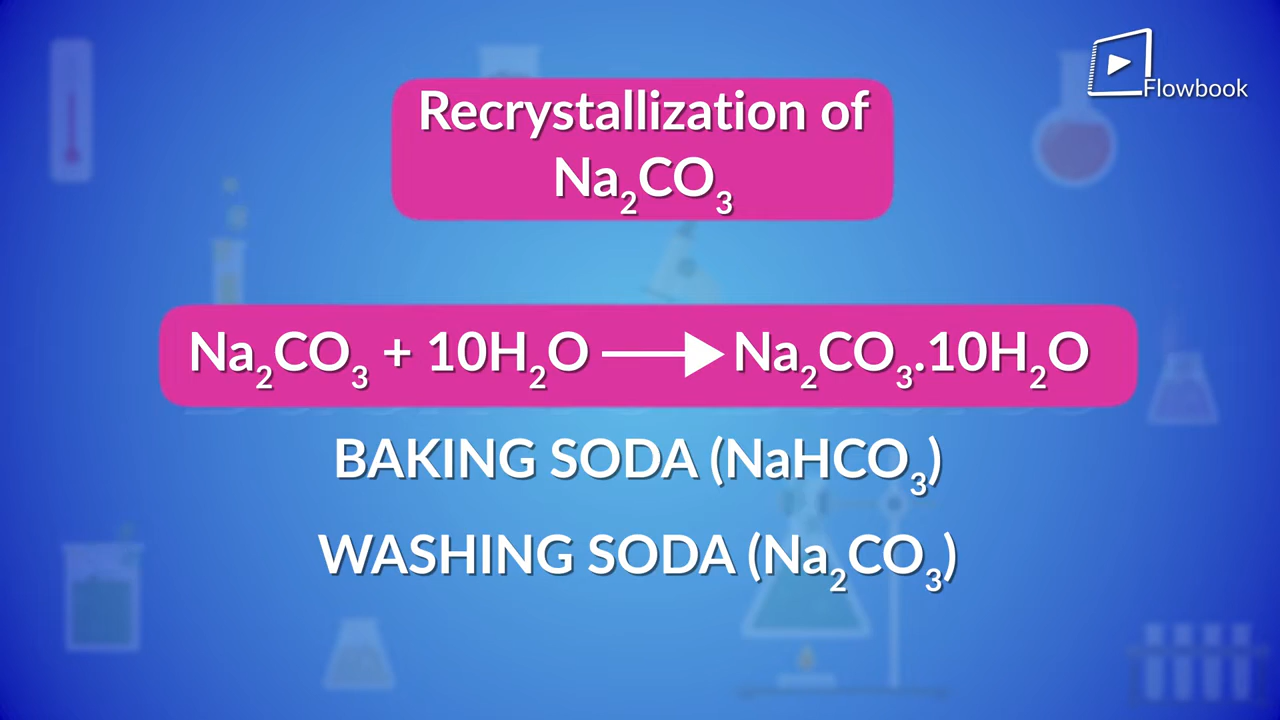 Flowbook
Recrystallization of
Na₂CO₃
Na₂CO₃ + 10H₂O ⟶ Na₂CO₃.10H₂O
BAKING SODA (NaHCO₃)
WASHING SODA (Na₂CO₃)